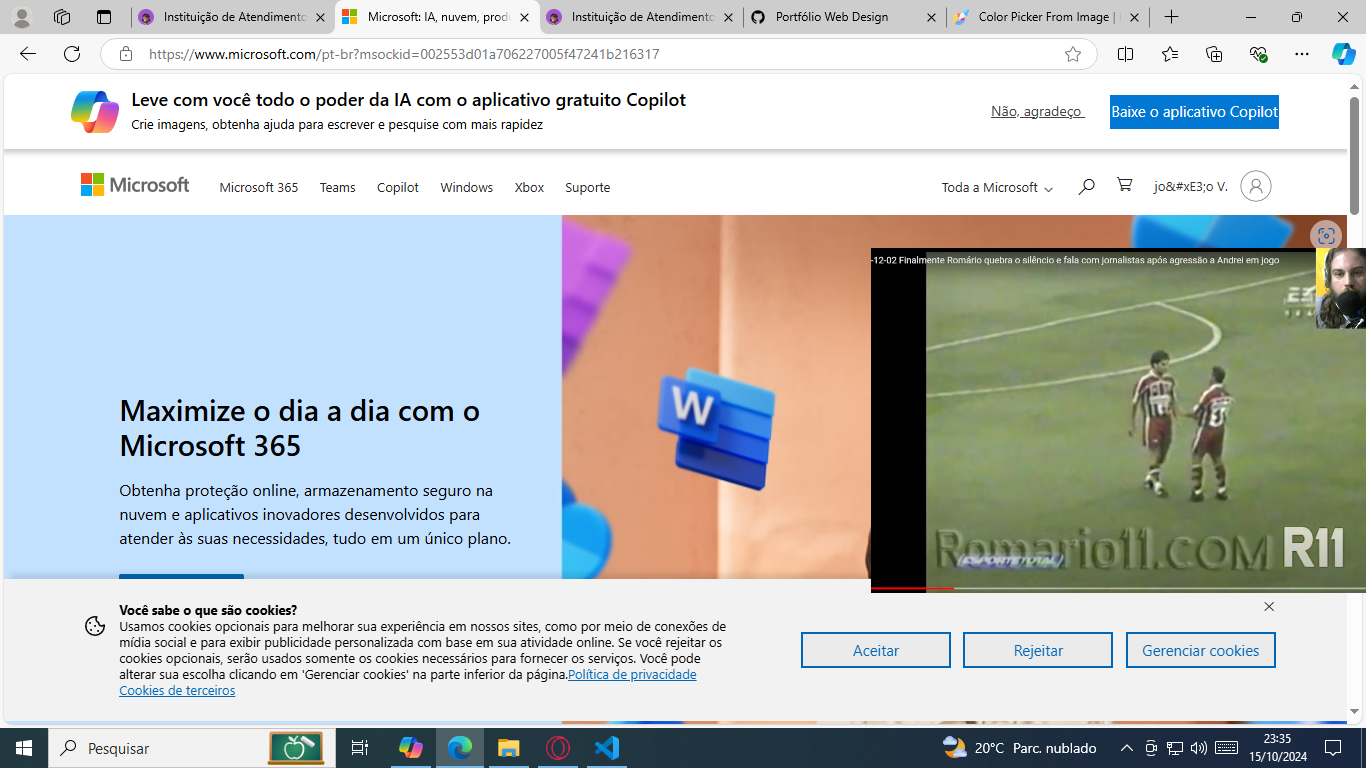 Instituição de Atendimento
Microsoft: IA, nuvem, produ
Instituição de Atendimento
Portfólio Web Design
Color Picker From Image |
https://www.microsoft.com/pt-br?msockid=002553d01a706227005f47241b216317
Leve com você todo o poder da IA com o aplicativo gratuito Copilot
Crie imagens, obtenha ajuda para escrever e pesquise com mais rapidez
Não, agradeço
Baixe o aplicativo Copilot
Microsoft
Microsoft 365
Teams
Copilot
Windows
Xbox
Suporte
Toda a Microsoft
jo&#xE3;o V.
-12-02 Finalmente Romário quebra o silêncio e fala com jornalistas após agressão a Andrei em jogo
W
Maximize o dia a dia com o
Microsoft 365
Obtenha proteção online, armazenamento seguro na
nuvem e aplicativos inovadores desenvolvidos para
atender às suas necessidades, tudo em um único plano.
Romario11.COM R11
(ESPORTE TOTAL)
Você sabe o que são cookies?
Usamos cookies opcionais para melhorar sua experiência em nossos sites, como por meio de conexões de
mídia social e para exibir publicidade personalizada com base em sua atividade online. Se você rejeitar os
cookies opcionais, serão usados somente os cookies necessários para fornecer os serviços. Você pode
alterar sua escolha clicando em 'Gerenciar cookies' na parte inferior da página.Política de privacidade
Cookies de terceiros
Aceitar
Rejeitar
Gerenciar cookies
Pesquisar
20°C Parc. nublado
23:35
15/10/2024